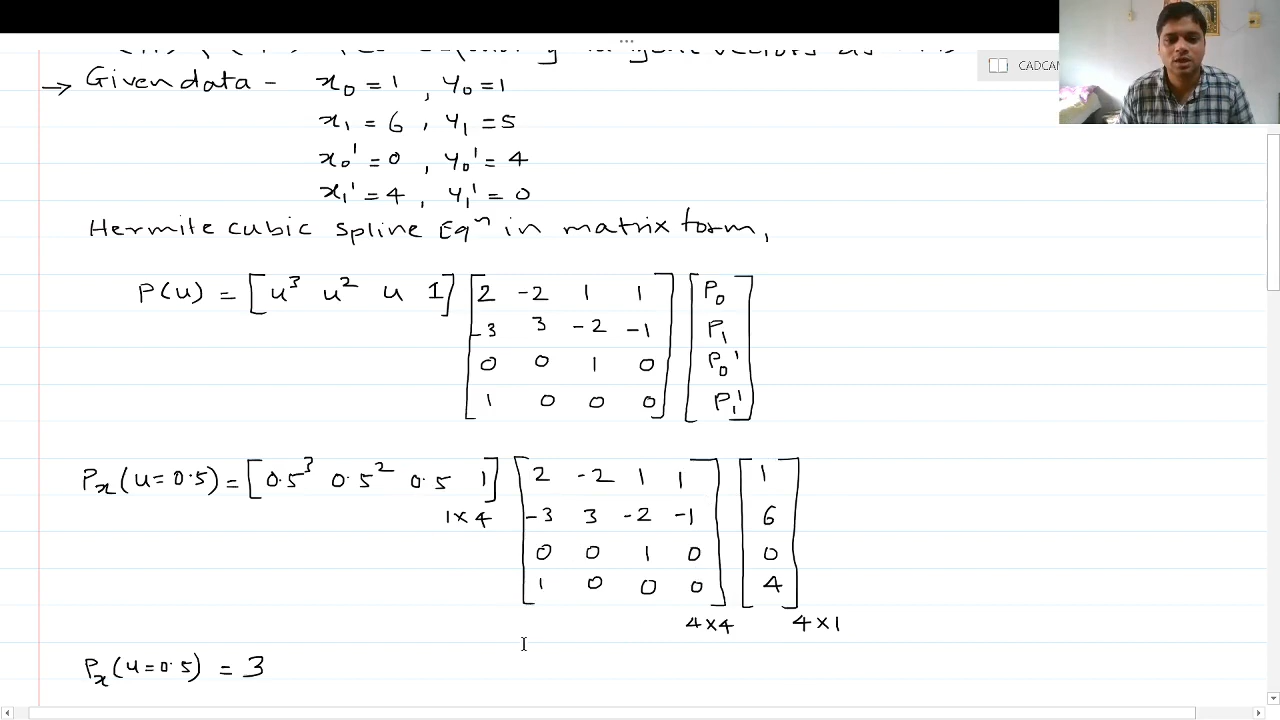 → Given data - x₀ = 1 , y₀ = 1
CADCAM
x₁ = 6 , y₁ = 5
x₀' = 0 , y₀' = 4
x₁' = 4 , y₁' = 0
Hermite cubic spline Eqⁿ in matrix form,
P(u) = [u³ u² u 1] [2 -2 1 1 [P₀
-3 3 -2 -1 P₁
0 0 1 0 P₀'
1 0 0 0] P₁']
Pₓ(u=0.5) = [0.5³ 0.5² 0.5 1] [2 -2 1 1] [1
1×4 -3 3 -2 -1 6
0 0 1 0 0
1 0 0 0 4]
4×4 4×1
Pₓ(u=0.5) = 3